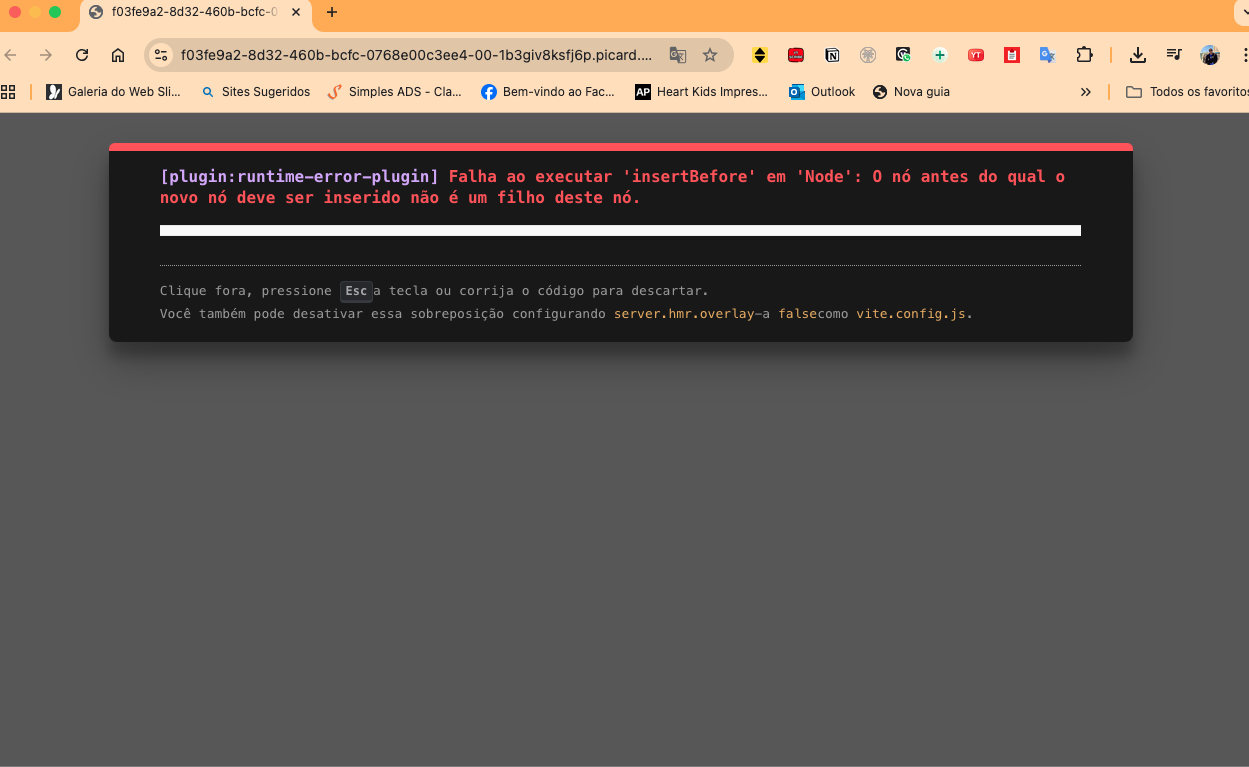 f03fe9a2-8d32-460b-bcfc-0
f03fe9a2-8d32-460b-bcfc-0768e00c3ee4-00-1b3giv8ksfj6p.picard....
Galeria do Web Sli... Sites Sugeridos Simples ADS - Cla... Bem-vindo ao Fac... AP Heart Kids Impres... Outlook Nova guia » Todos os favoritos
[plugin:runtime-error-plugin] Falha ao executar 'insertBefore' em 'Node': O nó antes do qual o
novo nó deve ser inserido não é um filho deste nó.
Clique fora, pressione Esc a tecla ou corrija o código para descartar.
Você também pode desativar essa sobreposição configurando server.hmr.overlay-a falsecomo vite.config.js.